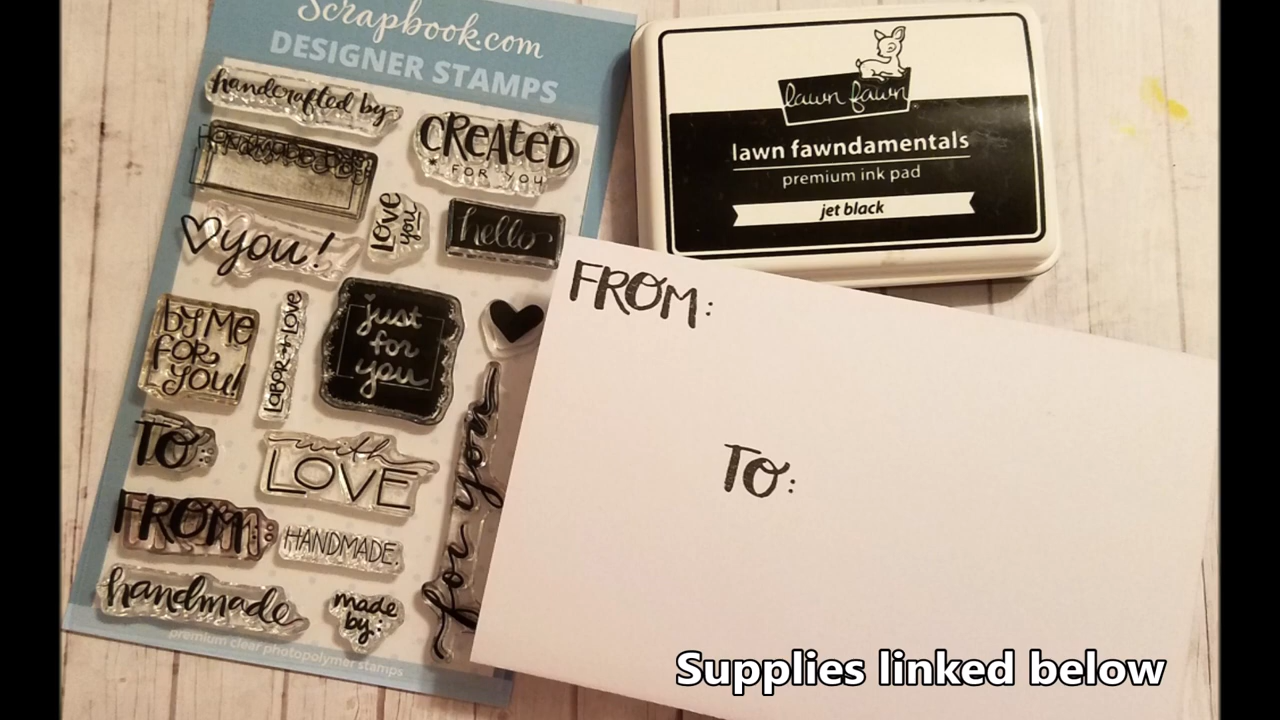 Scrapbook.com
DESIGNER STAMPS
handcrafted by:
CREATED
FOR YOU
Love
you
hello
♡you!
by ME
FOR
you!
LABOR of LOVE
just
for
you
TO:
with
LOVE
for you
FROM:
HANDMADE.
handmade
made
by:
premium clear photopolymer stamps
lawn fawn
lawn fawndamentals
premium ink pad
jet black
FROM:
TO:
Supplies linked below